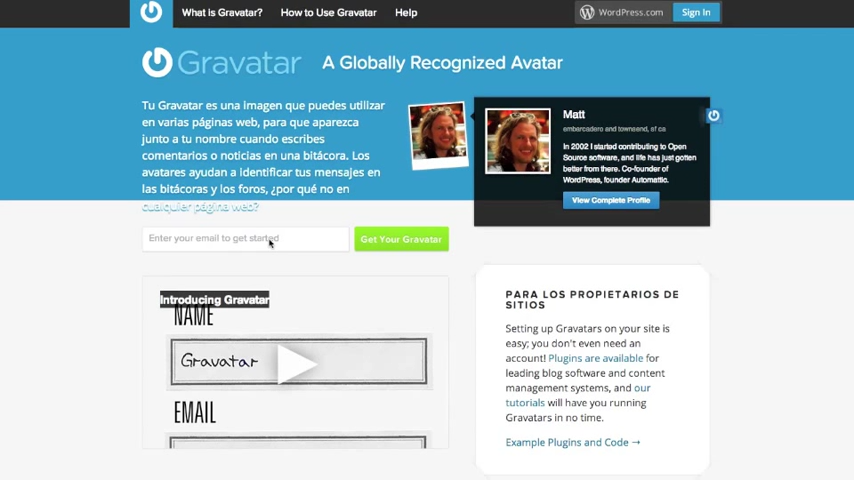 What is Gravatar?
How to Use Gravatar
Help
WordPress.com
Sign In
Gravatar
A Globally Recognized Avatar
Tu Gravatar es una imagen que puedes utilizar
en varias páginas web, para que aparezca
junto a tu nombre cuando escribes
comentarios o noticias en una bitácora. Los
avatares ayudan a identificar tus mensajes en
las bitácoras y los foros, ¿por qué no en
cualquier página web?
Matt
embarcadero and townsend, sf ca
In 2002 I started contributing to Open
Source software, and life has just gotten
better from there. Co-founder of
WordPress, founder Automattic.
View Complete Profile
Enter your email to get started
Get Your Gravatar
Introducing Gravatar
NAME
Gravatar
EMAIL
PARA LOS PROPIETARIOS DE
SITIOS
Setting up Gravatars on your site is
easy; you don't even need an
account! Plugins are available for
leading blog software and content
management systems, and our
tutorials will have you running
Gravatars in no time.
Example Plugins and Code →